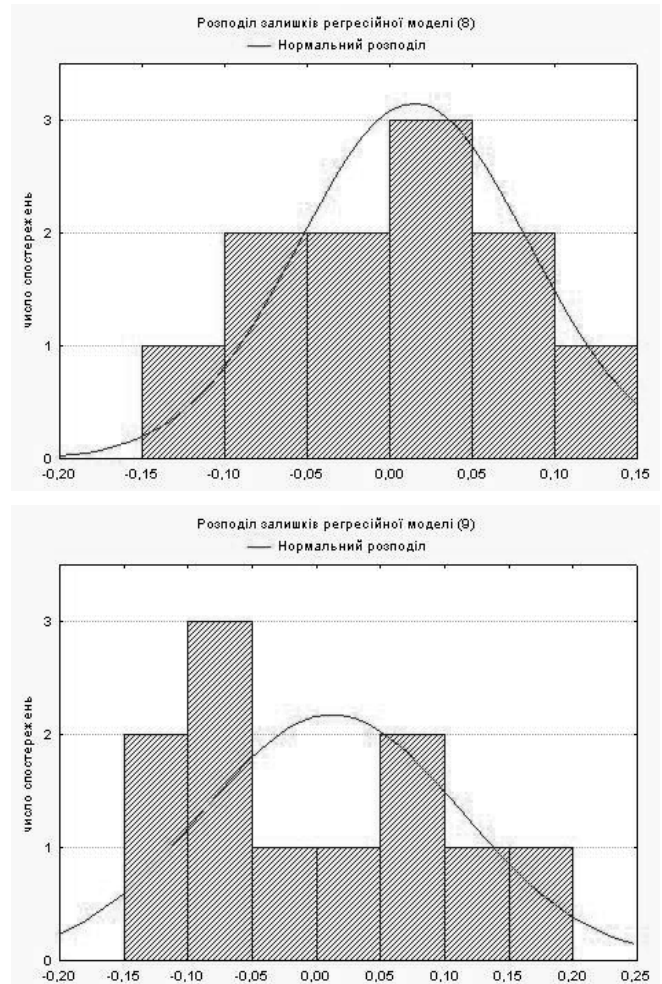 Розподіл залишків регресійної моделі (8)
Нормальний розподіл
число спостережень
3
2
1
0
-0,20 -0,15 -0,10 -0,05 0,00 0,05 0,10 0,15
Розподіл залишків регресійної моделі (9)
Нормальний розподіл
число спостережень
3
2
1
0
-0,20 -0,15 -0,10 -0,05 0,00 0,05 0,10 0,15 0,20 0,25